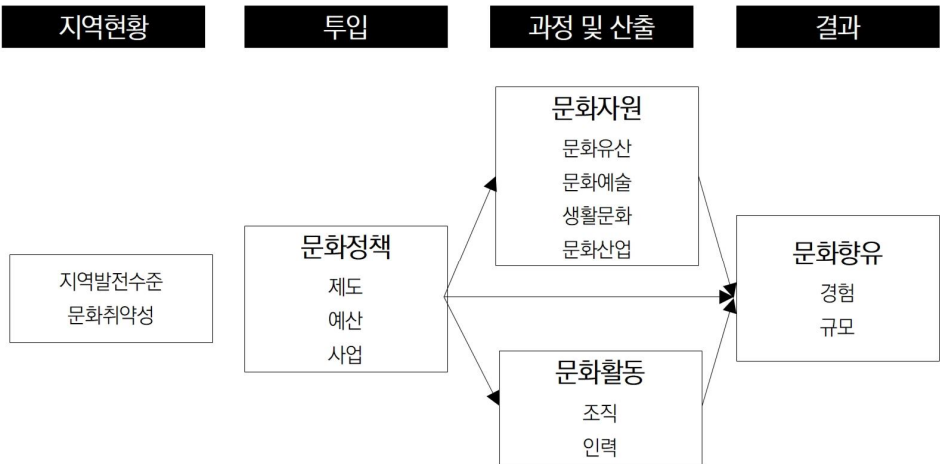 지역현황
투입
과정 및 산출
결과
지역발전수준
문화취약성
문화정책
제도
예산
사업
문화자원
문화유산
문화예술
생활문화
문화산업
문화활동
조직
인력
문화향유
경험
규모